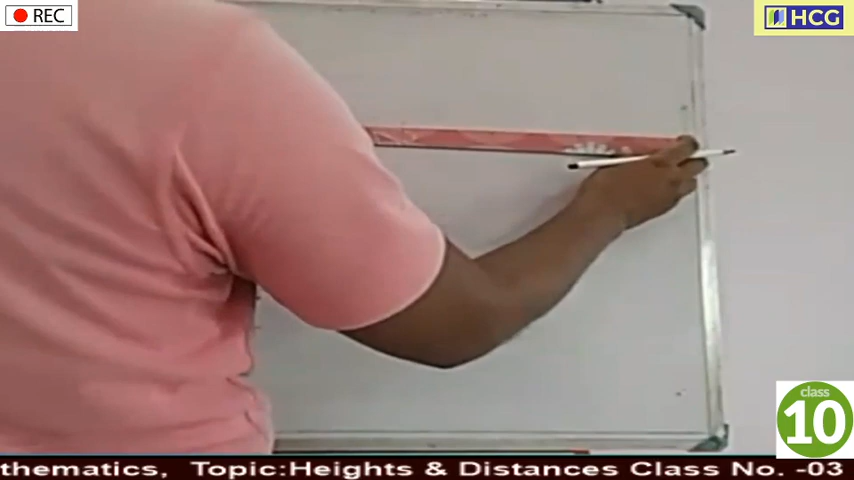 REC
HCG
class
10
thematics, Topic:Heights & Distances Class No. -03